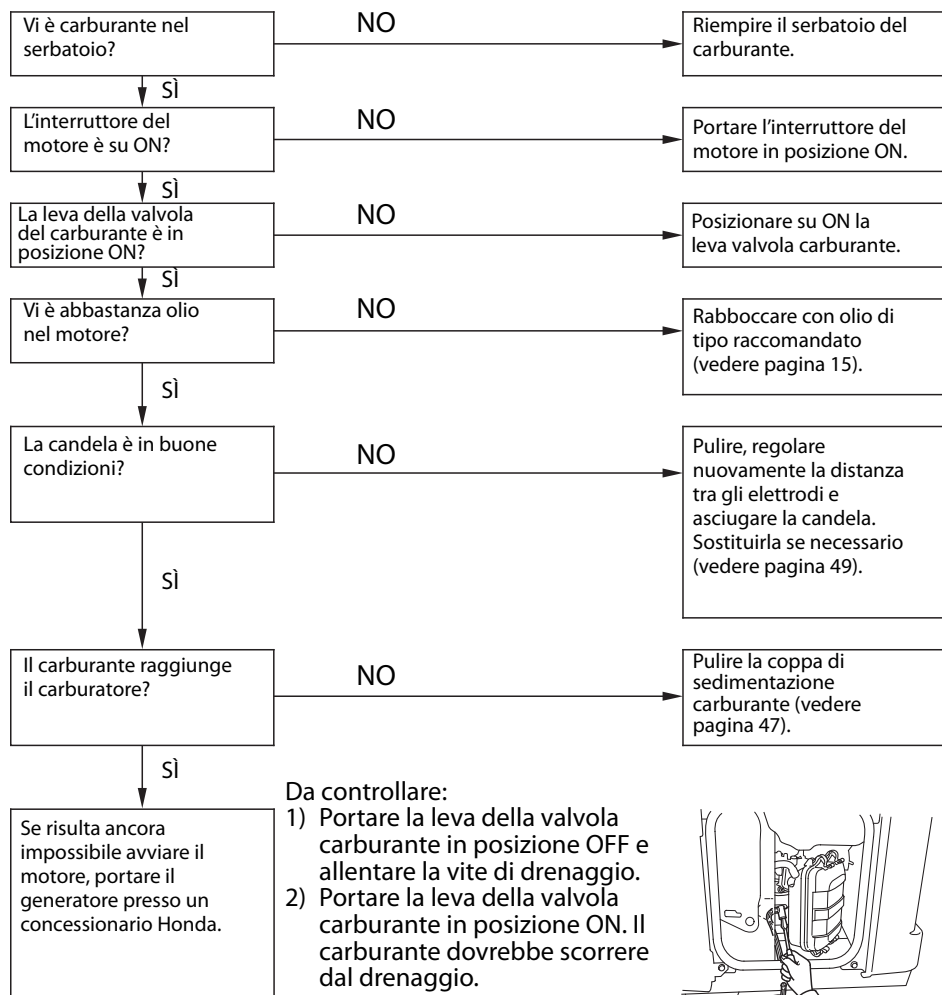 Vi è carburante nel
serbatoio?
NO
Riempire il serbatoio del
carburante.
SÌ
L'interruttore del
motore è su ON?
NO
Portare l'interruttore del
motore in posizione ON.
SÌ
La leva della valvola
del carburante è in
posizione ON?
NO
Posizionare su ON la
leva valvola carburante.
SÌ
Vi è abbastanza olio
nel motore?
NO
Rabboccare con olio di
tipo raccomandato
(vedere pagina 15).
SÌ
La candela è in buone
condizioni?
NO
Pulire, regolare
nuovamente la distanza
tra gli elettrodi e
asciugare la candela.
Sostituirla se necessario
(vedere pagina 49).
SÌ
Il carburante raggiunge
il carburatore?
NO
Pulire la coppa di
sedimentazione
carburante (vedere
pagina 47).
SÌ
Se risulta ancora
impossibile avviare il
motore, portare il
generatore presso un
concessionario Honda.
Da controllare:
1) Portare la leva della valvola
carburante in posizione OFF e
allentare la vite di drenaggio.
2) Portare la leva della valvola
carburante in posizione ON. Il
carburante dovrebbe scorrere
dal drenaggio.